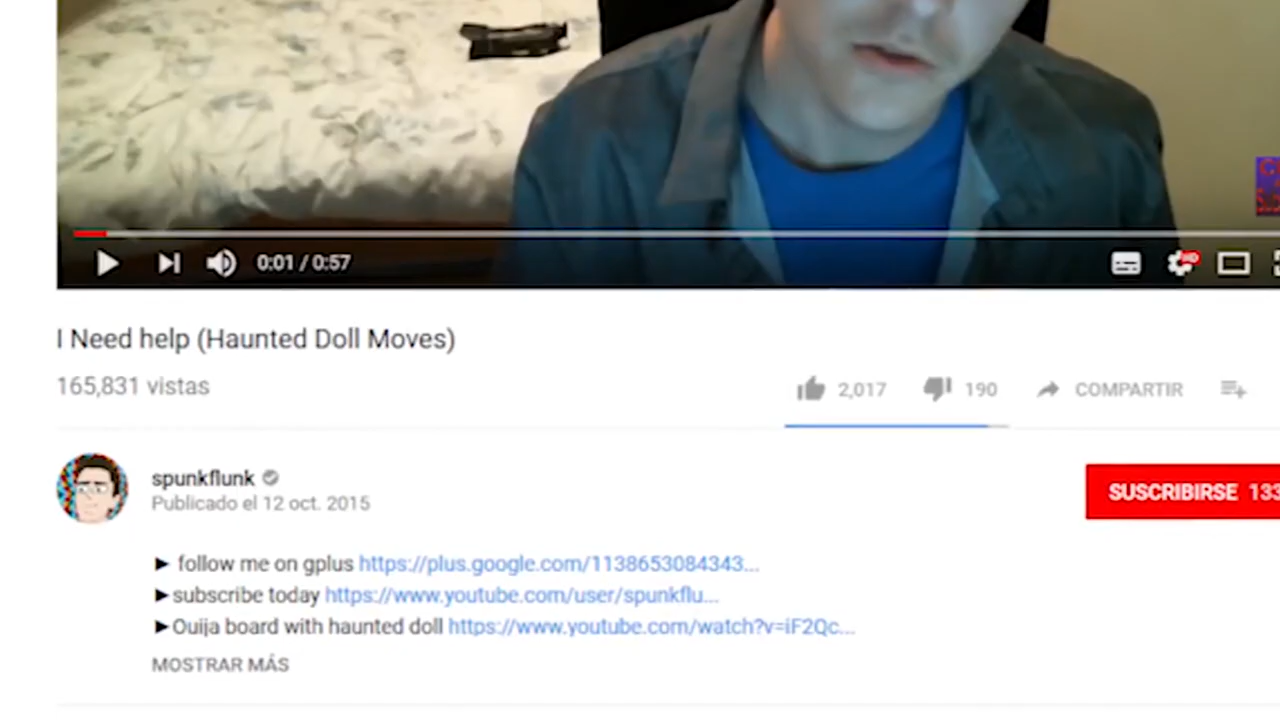 0:01 / 0:57
HD
I Need help (Haunted Doll Moves)
165,831 vistas
2,017 190 COMPARTIR
spunkflunk
Publicado el 12 oct. 2015
SUSCRIBIRSE 133
► follow me on gplus https://plus.google.com/1138653084343...
►subscribe today https://www.youtube.com/user/spunkflu...
►Ouija board with haunted doll https://www.youtube.com/watch?v=iF2Qc...
MOSTRAR MÁS